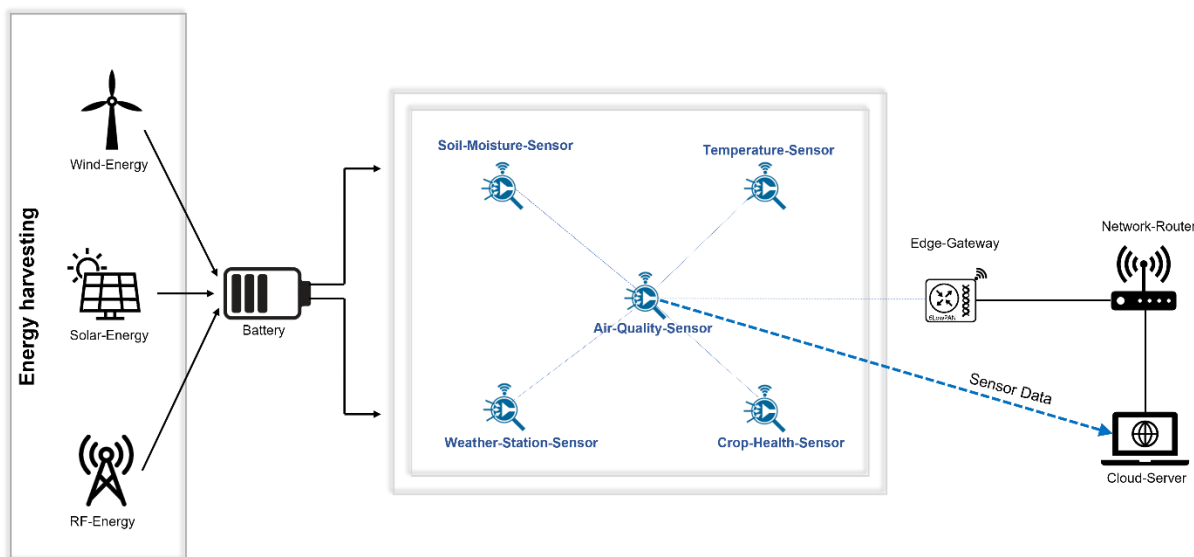 Energy harvesting
Wind-Energy
Solar-Energy
RF-Energy
Battery
Soil-Moisture-Sensor
Temperature-Sensor
Air-Quality-Sensor
Weather-Station-Sensor
Crop-Health-Sensor
Edge-Gateway
6LowPAN
Network-Router
Sensor Data
Cloud-Server